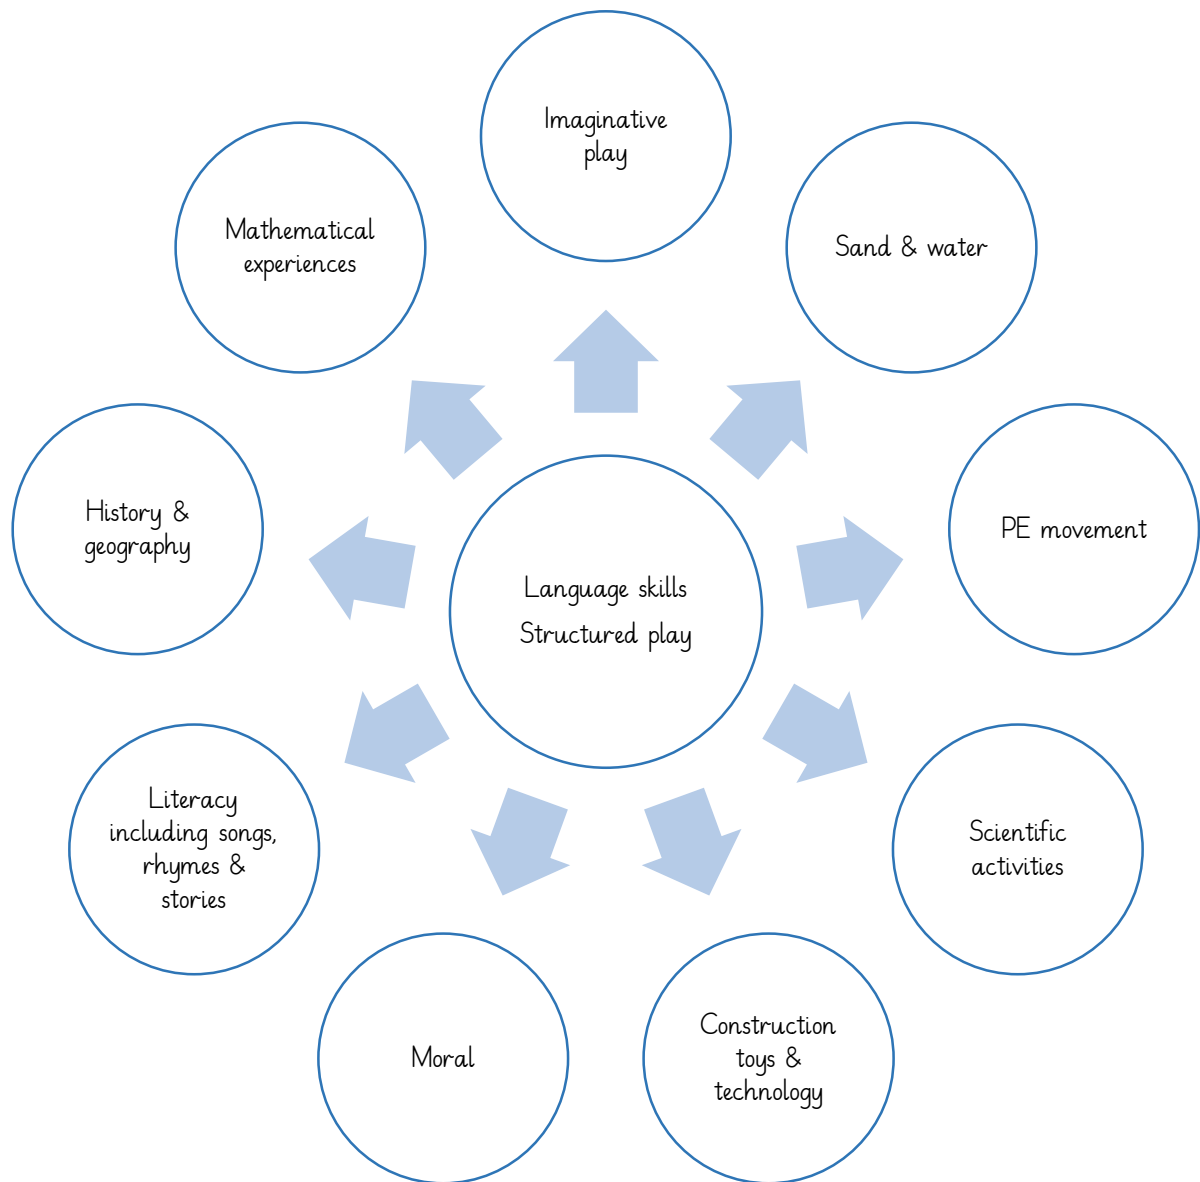 Imaginative
play
Sand & water
PE movement
Scientific
activities
Construction
toys &
technology
Moral
Literacy
including songs,
rhymes &
stories
History &
geography
Mathematical
experiences
Language skills
Structured play